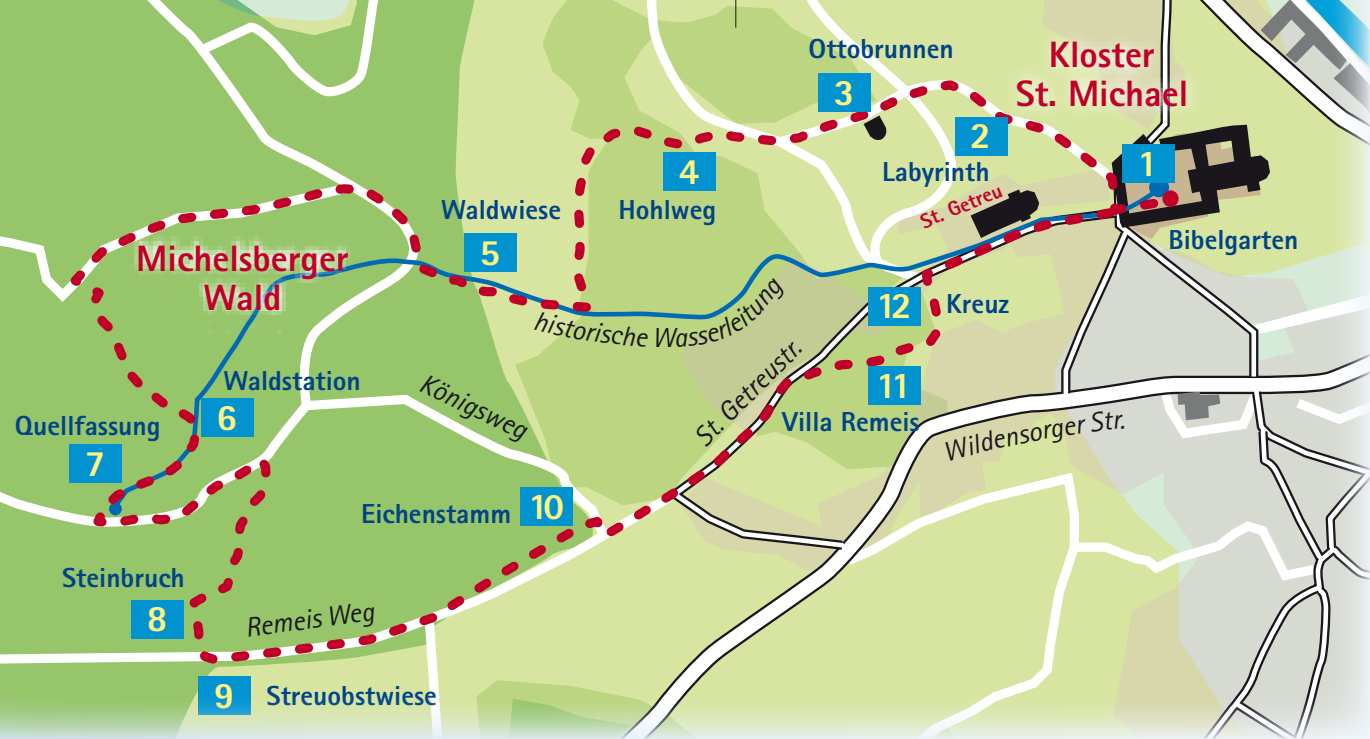 Ottobrunnen
3
Kloster
St. Michael
2
Labyrinth
1
4
Hohlweg
St. Getreu
Bibelgarten
Waldwiese
5
Michelsberger
Wald
historische Wasserleitung
12
Kreuz
St. Getreustr.
11
Villa Remeis
Wildensorger Str.
Waldstation
6
Königsweg
Quellfassung
7
Eichenstamm
10
Steinbruch
8
Remeis Weg
9
Streuobstwiese